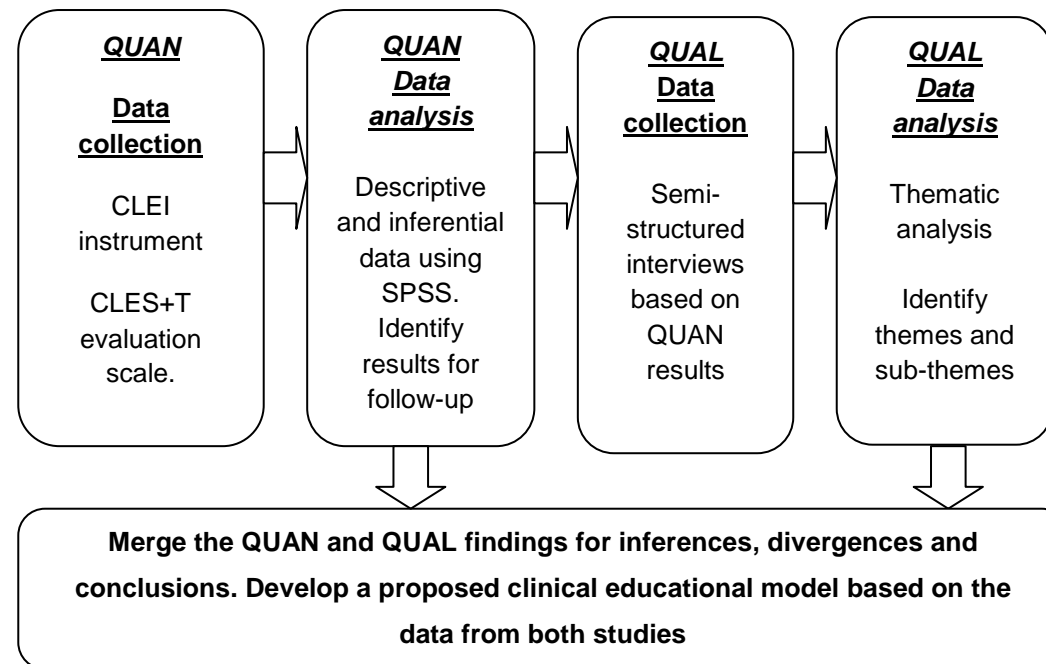 QUAN
Data
collection
CLEI
instrument
CLES+T
evaluation
scale.
QUAN
Data
analysis
Descriptive
and inferential
data using
SPSS.
Identify
results for
follow-up
QUAL
Data
collection
Semi-
structured
interviews
based on
QUAN
results
QUAL
Data
analysis
Thematic
analysis
Identify
themes and
sub-themes
Merge the QUAN and QUAL findings for inferences, divergences and
conclusions. Develop a proposed clinical educational model based on the
data from both studies